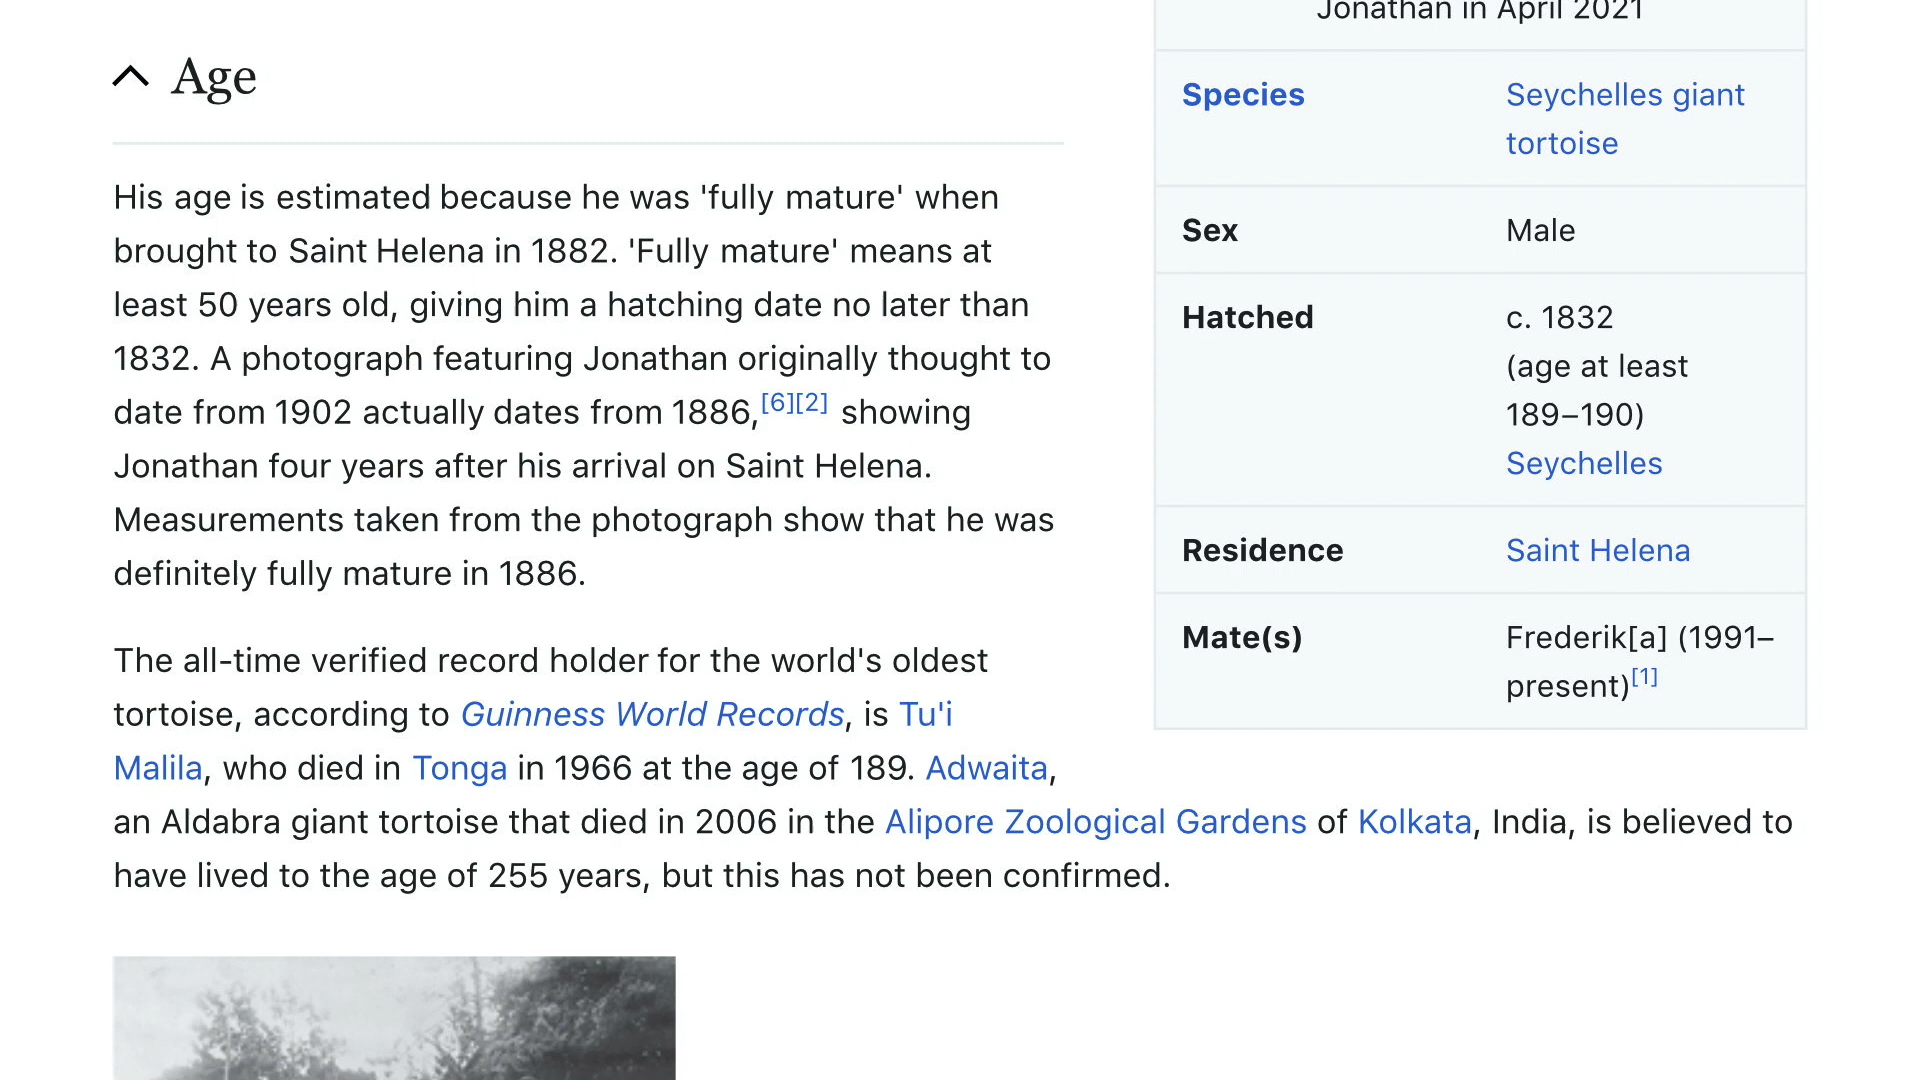 Jonathan in April 2021
Age
His age is estimated because he was 'fully mature' when
brought to Saint Helena in 1882. 'Fully mature' means at
least 50 years old, giving him a hatching date no later than
1832. A photograph featuring Jonathan originally thought to
date from 1902 actually dates from 1886,[6][2] showing
Jonathan four years after his arrival on Saint Helena.
Measurements taken from the photograph show that he was
definitely fully mature in 1886.
The all-time verified record holder for the world's oldest
tortoise, according to Guinness World Records, is Tu'i
Malila, who died in Tonga in 1966 at the age of 189. Adwaita,
an Aldabra giant tortoise that died in 2006 in the Alipore Zoological Gardens of Kolkata, India, is believed to
have lived to the age of 255 years, but this has not been confirmed.
Species Seychelles giant
tortoise
Sex Male
Hatched c. 1832
(age at least
189–190)
Seychelles
Residence Saint Helena
Mate(s) Frederik[a] (1991–
present)[1]